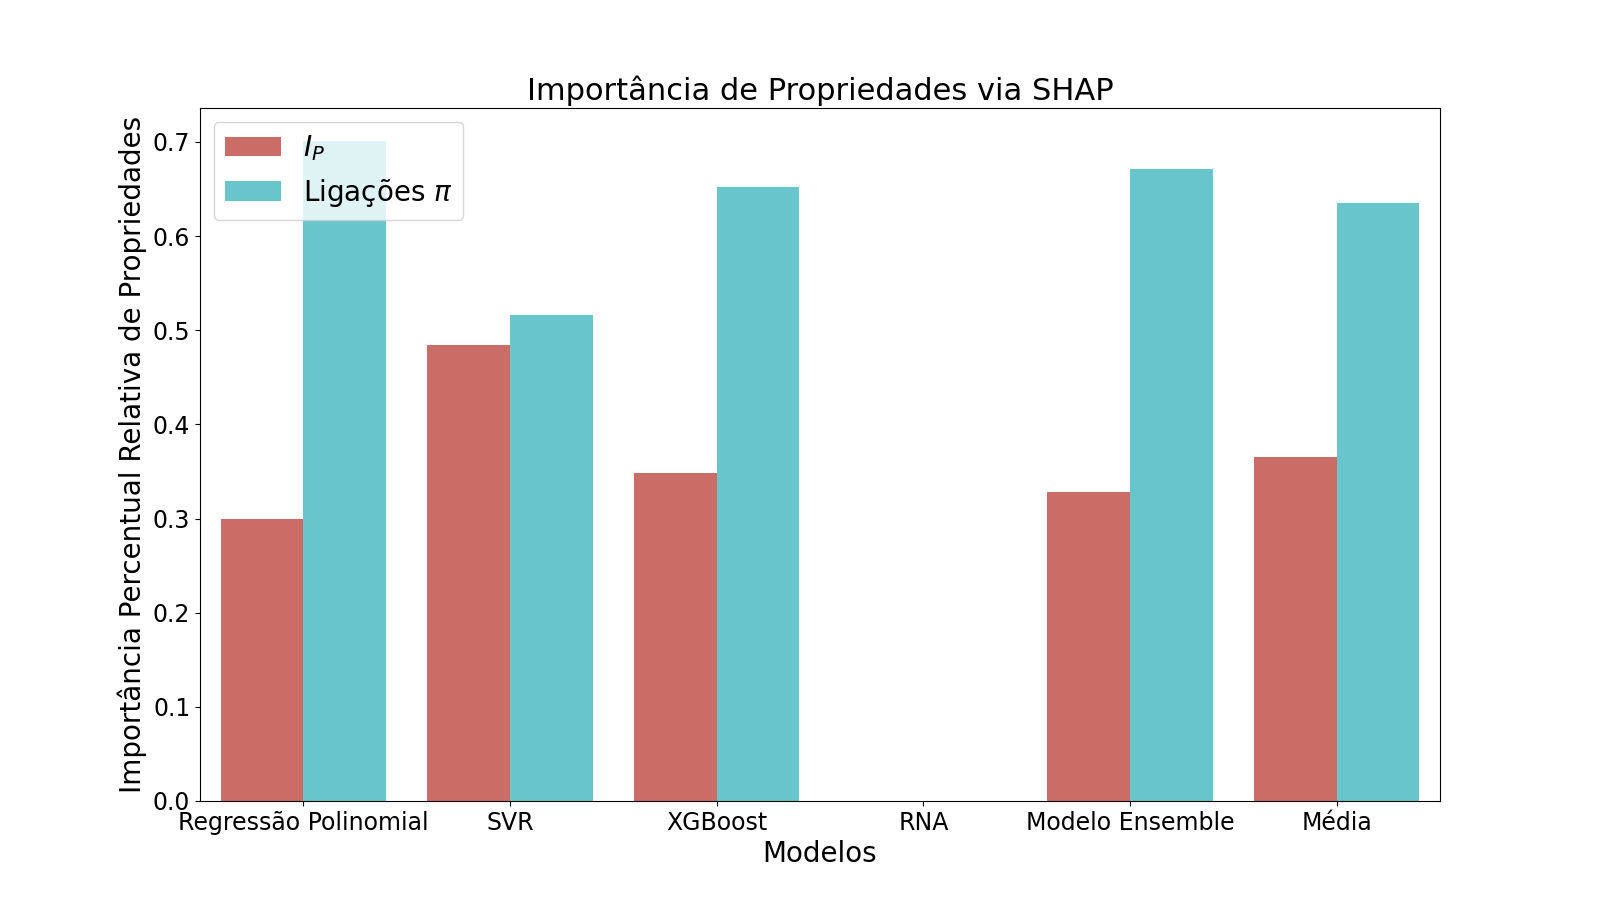 Importância de Propriedades via SHAP
Importância Percentual Relativa de Propriedades
I_P
Ligações π
0.7
0.6
0.5
0.4
0.3
0.2
0.1
0.0
Regressão Polinomial SVR XGBoost RNA Modelo Ensemble Média
Modelos